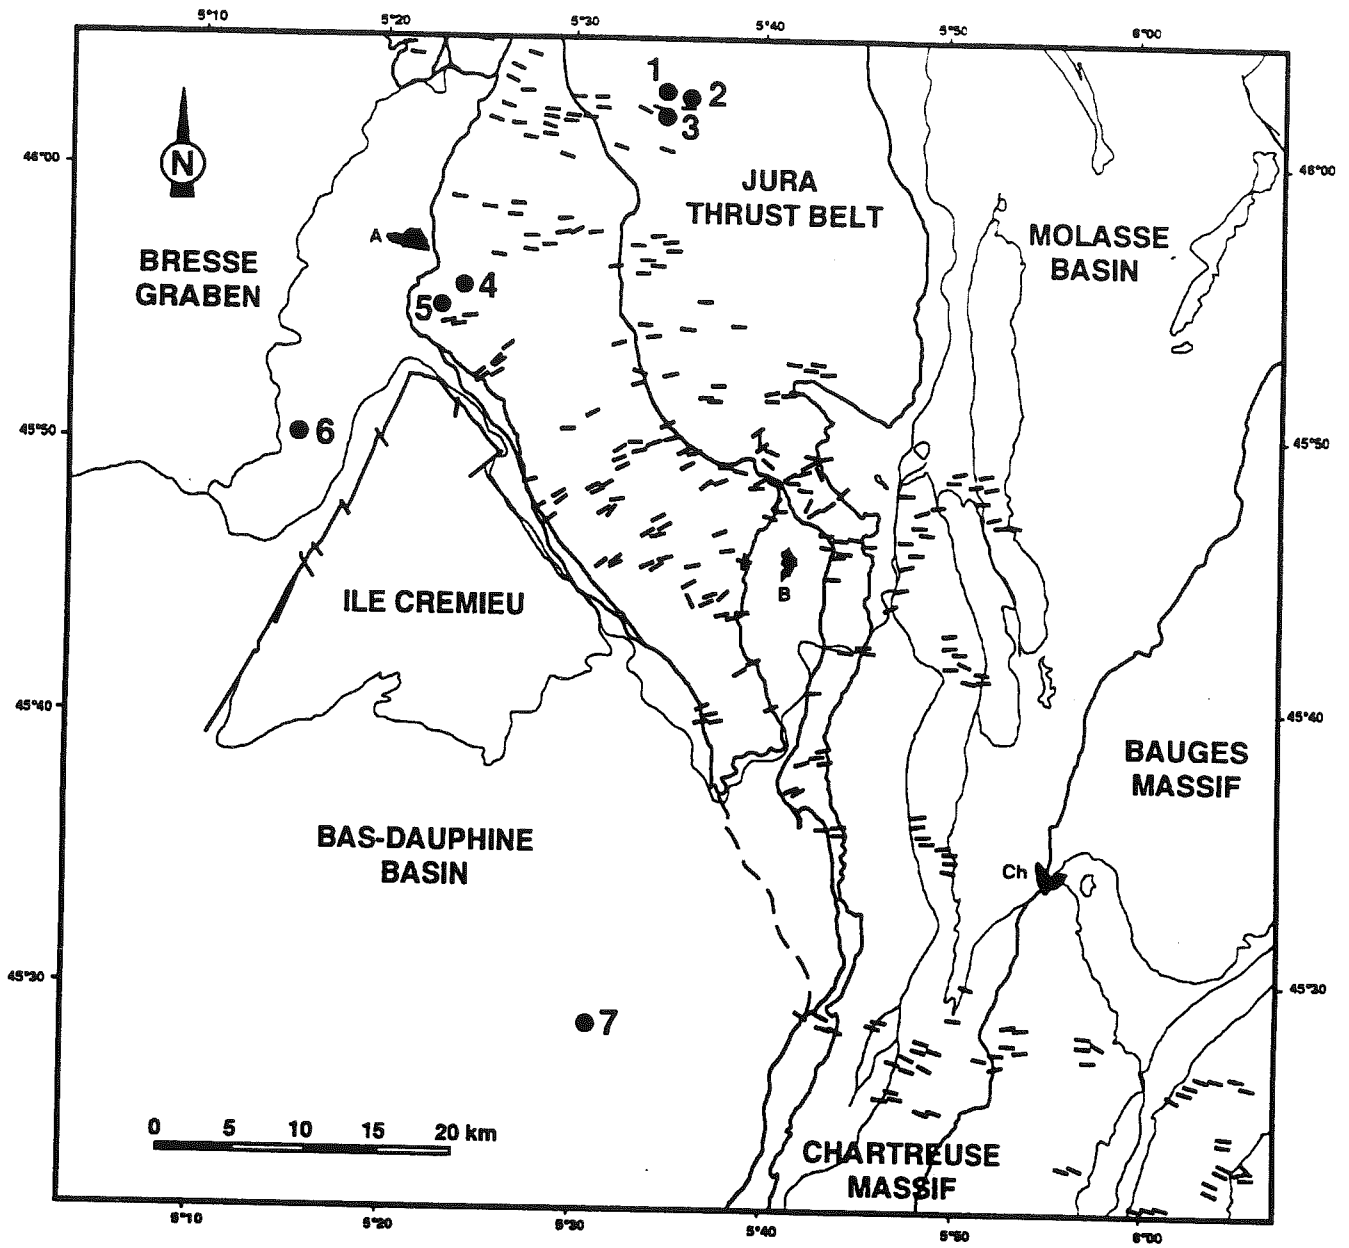 5°10 5°20 5°30 5°40 5°50 6°00
1
2
3
46°00
46°00
N
JURA
THRUST BELT
A
MOLASSE
BASIN
BRESSE
GRABEN
4
5
6
45°50
45°50
ILE CREMIEU
B
45°40
45°40
BAUGES
MASSIF
BAS-DAUPHINE
BASIN
Ch
45°30
45°30
7
0 5 10 15 20 km
CHARTREUSE
MASSIF
5°10 5°20 5°30 5°40 5°50 6°00